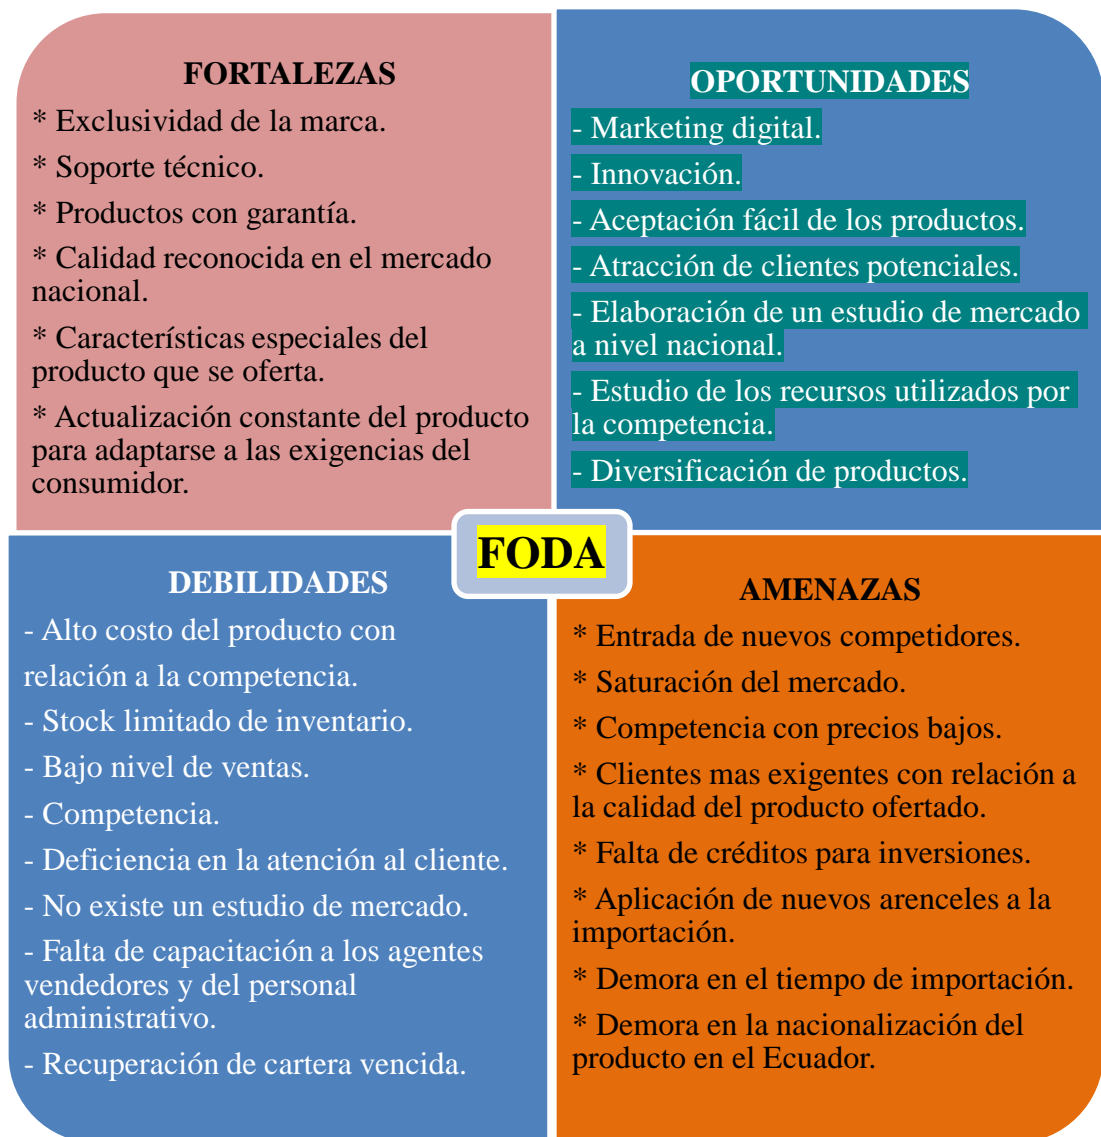 FORTALEZAS
* Exclusividad de la marca.
* Soporte técnico.
* Productos con garantía.
* Calidad reconocida en el mercado
nacional.
* Características especiales del
producto que se oferta.
* Actualización constante del producto
para adaptarse a las exigencias del
consumidor.
OPORTUNIDADES
- Marketing digital.
- Innovación.
- Aceptación fácil de los productos.
- Atracción de clientes potenciales.
- Elaboración de un estudio de mercado
a nivel nacional.
- Estudio de los recursos utilizados por
la competencia.
- Diversificación de productos.
FODA
DEBILIDADES
- Alto costo del producto con
relación a la competencia.
- Stock limitado de inventario.
- Bajo nivel de ventas.
- Competencia.
- Deficiencia en la atención al cliente.
- No existe un estudio de mercado.
- Falta de capacitación a los agentes
vendedores y del personal
administrativo.
- Recuperación de cartera vencida.
AMENAZAS
* Entrada de nuevos competidores.
* Saturación del mercado.
* Competencia con precios bajos.
* Clientes mas exigentes con relación a
la calidad del producto ofertado.
* Falta de créditos para inversiones.
* Aplicación de nuevos arenceles a la
importación.
* Demora en el tiempo de importación.
* Demora en la nacionalización del
producto en el Ecuador.